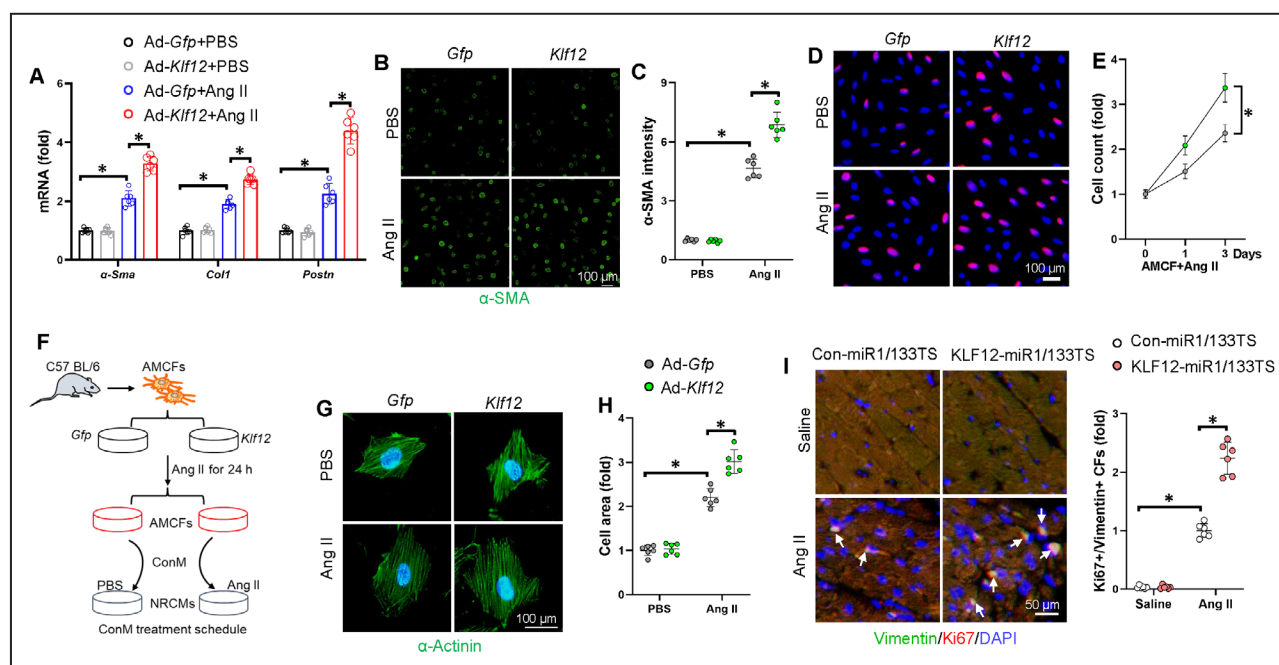 Ad-Gfp+PBS
Ad-Klf12+PBS
Ad-Gfp+Ang II
Ad-Klf12+Ang II
A
mRNA (fold)
6
4
2
0
*
*
*
*
*
*
α-Sma
Col1
Postn
B
Gfp
Klf12
PBS
Ang II
100 µm
α-SMA
C
α-SMA intensity
9
6
3
0
*
*
PBS
Ang II
D
Gfp
Klf12
PBS
Ang II
100 µm
E
Cell count (fold)
4
3
2
1
0
*
0
1
3
Days
AMCF+Ang II
F
C57 BL/6
AMCFs
Gfp
Klf12
Ang II for 24 h
AMCFs
ConM
PBS
Ang II
NRCMs
ConM treatment schedule
G
Gfp
Klf12
PBS
Ang II
100 µm
α-Actinin
Ad-Gfp
Ad-Klf12
H
Cell area (fold)
4
3
2
1
0
*
*
PBS
Ang II
I
Con-miR1/133TS
KLF12-miR1/133TS
Saline
Ang II
50 µm
Vimentin/Ki67/DAPI
Con-miR1/133TS
KLF12-miR1/133TS
Ki67+/Vimentin+ CFs (fold)
3
2
1
0
*
*
Saline
Ang II